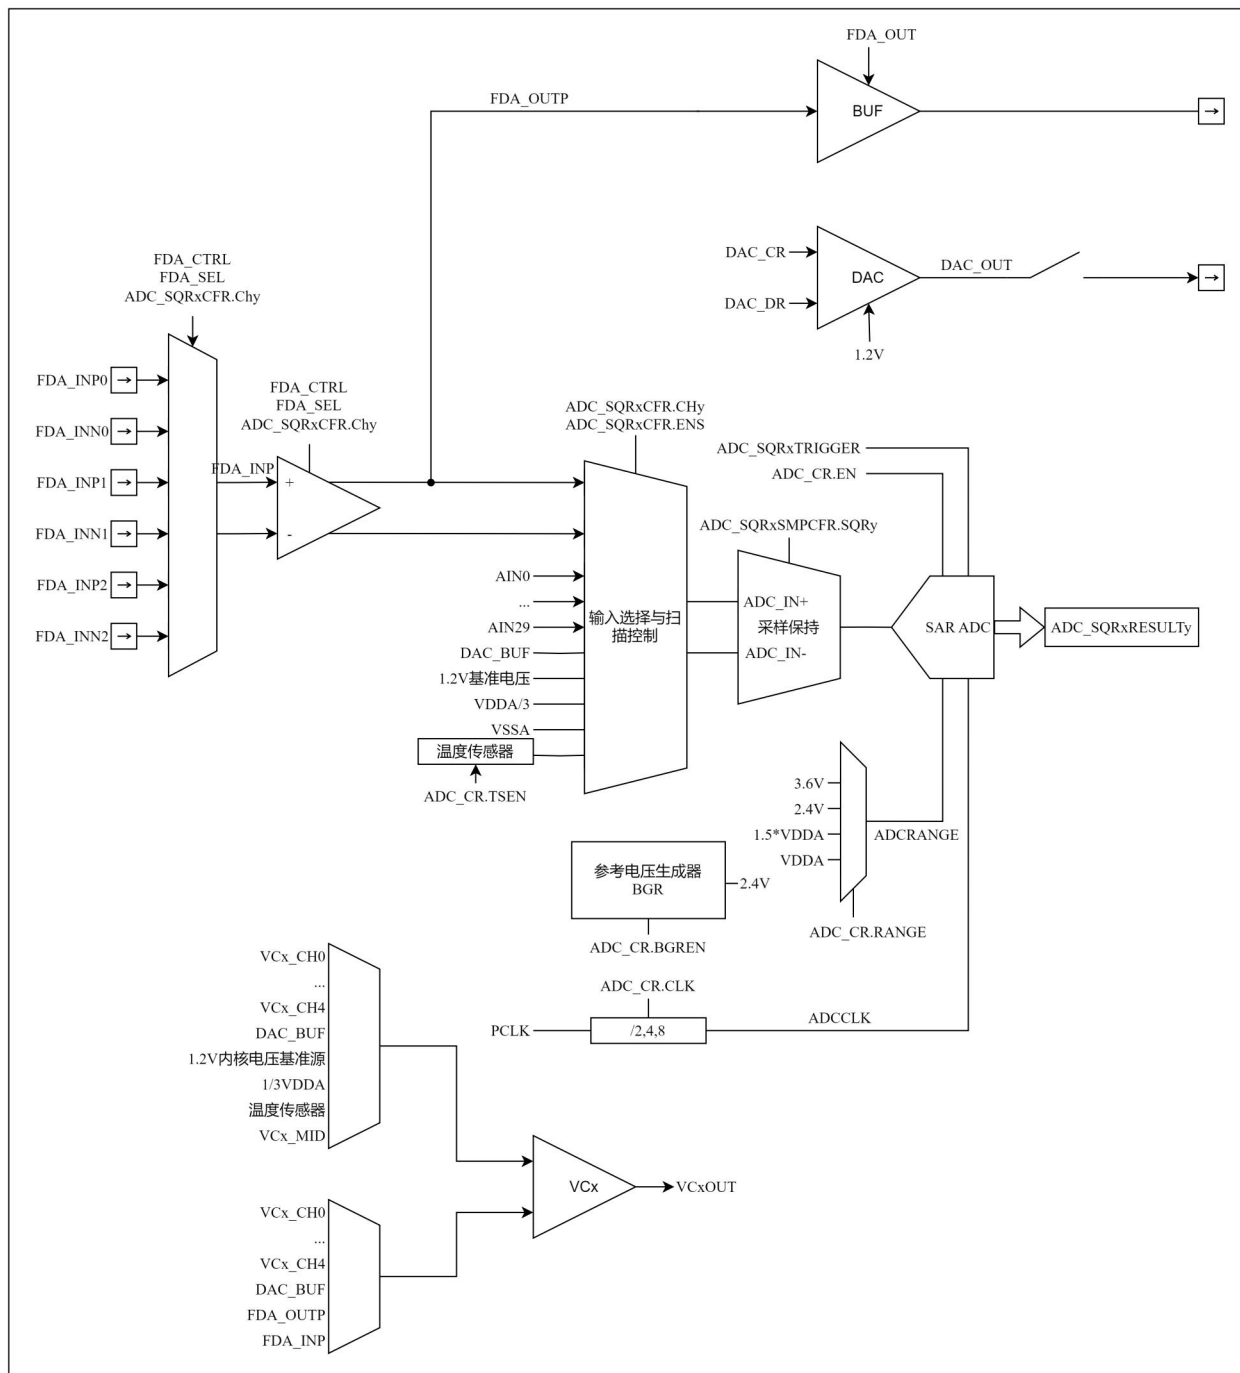 FDA_OUT
FDA_OUTP
BUF
→
DAC_CR
DAC_DR
DAC
DAC_OUT
→
1.2V
FDA_CTRL
FDA_SEL
ADC_SQRxCFR.Chy
FDA_INP0 →
FDA_INN0 →
FDA_INP1 →
FDA_INN1 →
FDA_INP2 →
FDA_INN2 →
FDA_INP
FDA_CTRL
FDA_SEL
ADC_SQRxCFR.Chy
+
-
ADC_SQRxCFR.CHy
ADC_SQRxCFR.ENS
AIN0
...
AIN29
DAC_BUF
1.2V基准电压
VDDA/3
VSSA
温度传感器
ADC_CR.TSEN
输入选择与扫
描控制
ADC_SQRxSMPCFR.SQRy
ADC_IN+
采样保持
ADC_IN-
ADC_SQRxTRIGGER
ADC_CR.EN
SAR ADC
ADC_SQRxRESULTy
3.6V
2.4V
1.5*VDDA
VDDA
ADCRANGE
ADC_CR.RANGE
参考电压生成器
BGR
2.4V
ADC_CR.BGREN
ADC_CR.CLK
PCLK
/2,4,8
ADCCLK
VCx_CH0
...
VCx_CH4
DAC_BUF
1.2V内核电压基准源
1/3VDDA
温度传感器
VCx_MID
VCx
VCxOUT
VCx_CH0
...
VCx_CH4
DAC_BUF
FDA_OUTP
FDA_INP